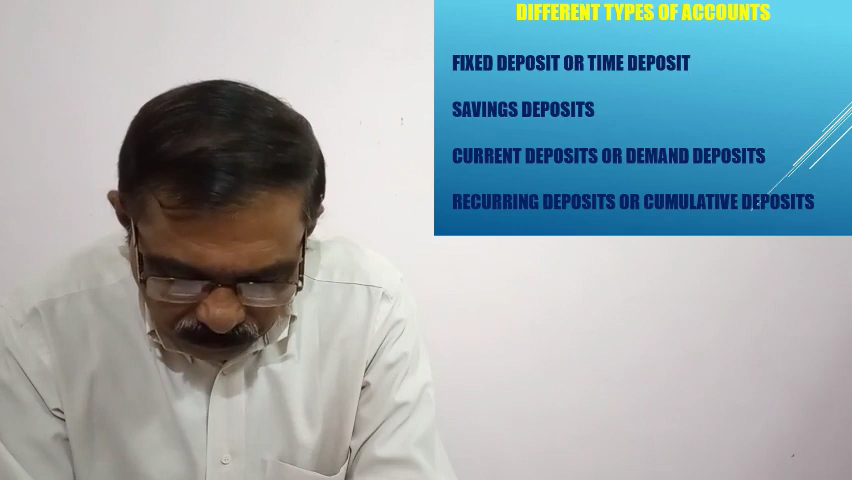 DIFFERENT TYPES OF ACCOUNTS
FIXED DEPOSIT OR TIME DEPOSIT
SAVINGS DEPOSITS
CURRENT DEPOSITS OR DEMAND DEPOSITS
RECURRING DEPOSITS OR CUMULATIVE DEPOSITS